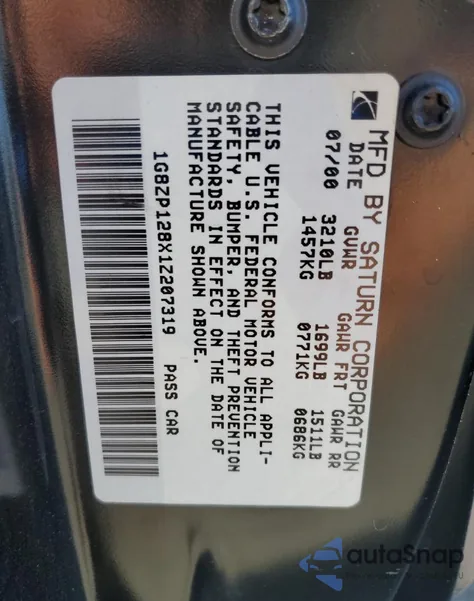 MFD BY SATURN CORPORATION
DATE GVWR GAWR FRT GAWR RR
07/00 3210LB 1699LB 1511LB
1457KG 0771KG 0686KG
THIS VEHICLE CONFORMS TO ALL APPLI-
CABLE U.S. FEDERAL MOTOR VEHICLE
SAFETY, BUMPER, AND THEFT PREVENTION
STANDARDS IN EFFECT ON THE DATE OF
MANUFACTURE SHOWN ABOVE.
1G8ZP128X1Z207319 PASS CAR
autoSnap